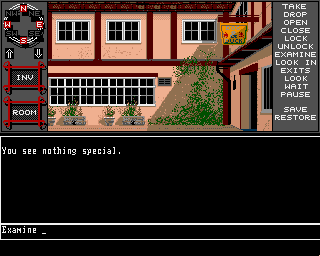 N
W E
S
INV
ROOM
TAKE
DROP
OPEN
CLOSE
LOCK
UNLOCK
EXAMINE
LOOK IN
EXITS
LOOK
WAIT
PAUSE
SAVE
RESTORE
You see nothing special.
Examine _